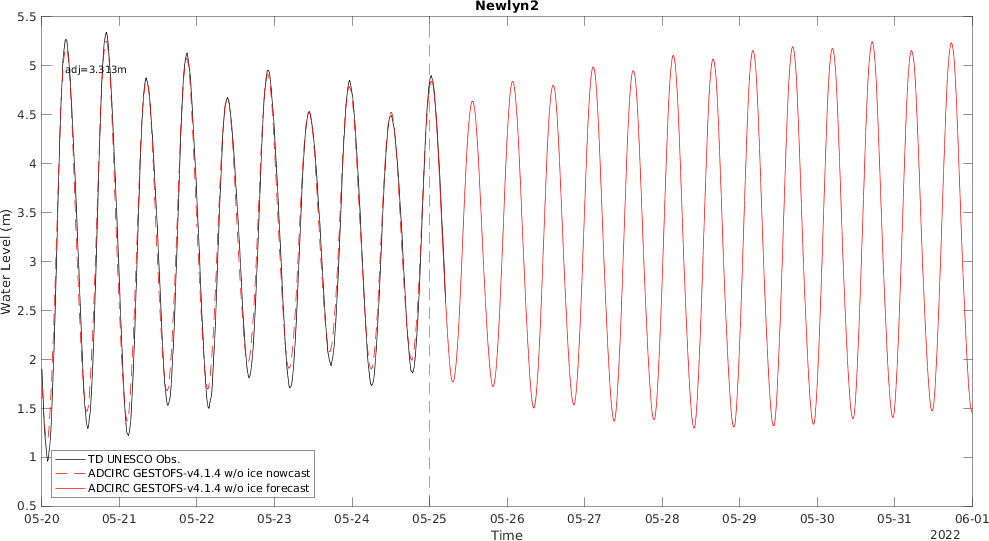 Newlyn2
5.5
5
4.5
4
3.5
3
2.5
2
1.5
1
0.5
Water Level (m)
adj=3.313m
TD UNESCO Obs.
ADCIRC GESTOFS-v4.1.4 w/o ice nowcast
ADCIRC GESTOFS-v4.1.4 w/o ice forecast
05-20 05-21 05-22 05-23 05-24 05-25 05-26 05-27 05-28 05-29 05-30 05-31 06-01
Time
2022